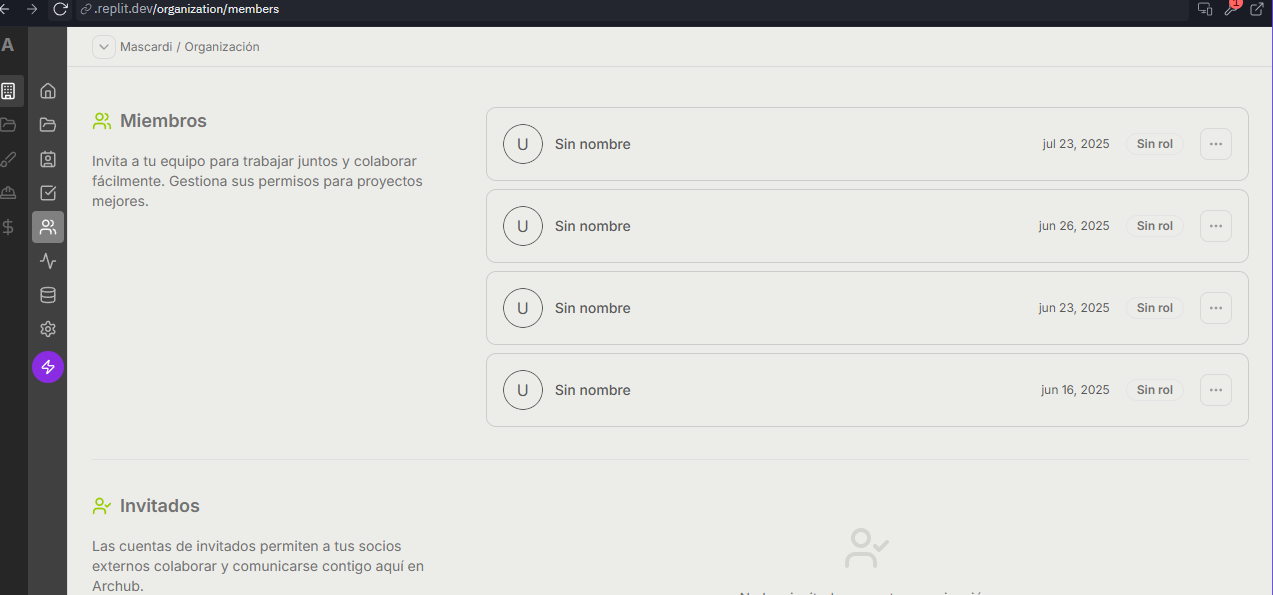 .replit.dev/organization/members
1
A
Mascardi / Organización
Miembros
Invita a tu equipo para trabajar juntos y colaborar
fácilmente. Gestiona sus permisos para proyectos
mejores.
U Sin nombre jul 23, 2025 Sin rol
U Sin nombre jun 26, 2025 Sin rol
U Sin nombre jun 23, 2025 Sin rol
U Sin nombre jun 16, 2025 Sin rol
Invitados
Las cuentas de invitados permiten a tus socios
externos colaborar y comunicarse contigo aquí en
Archub.